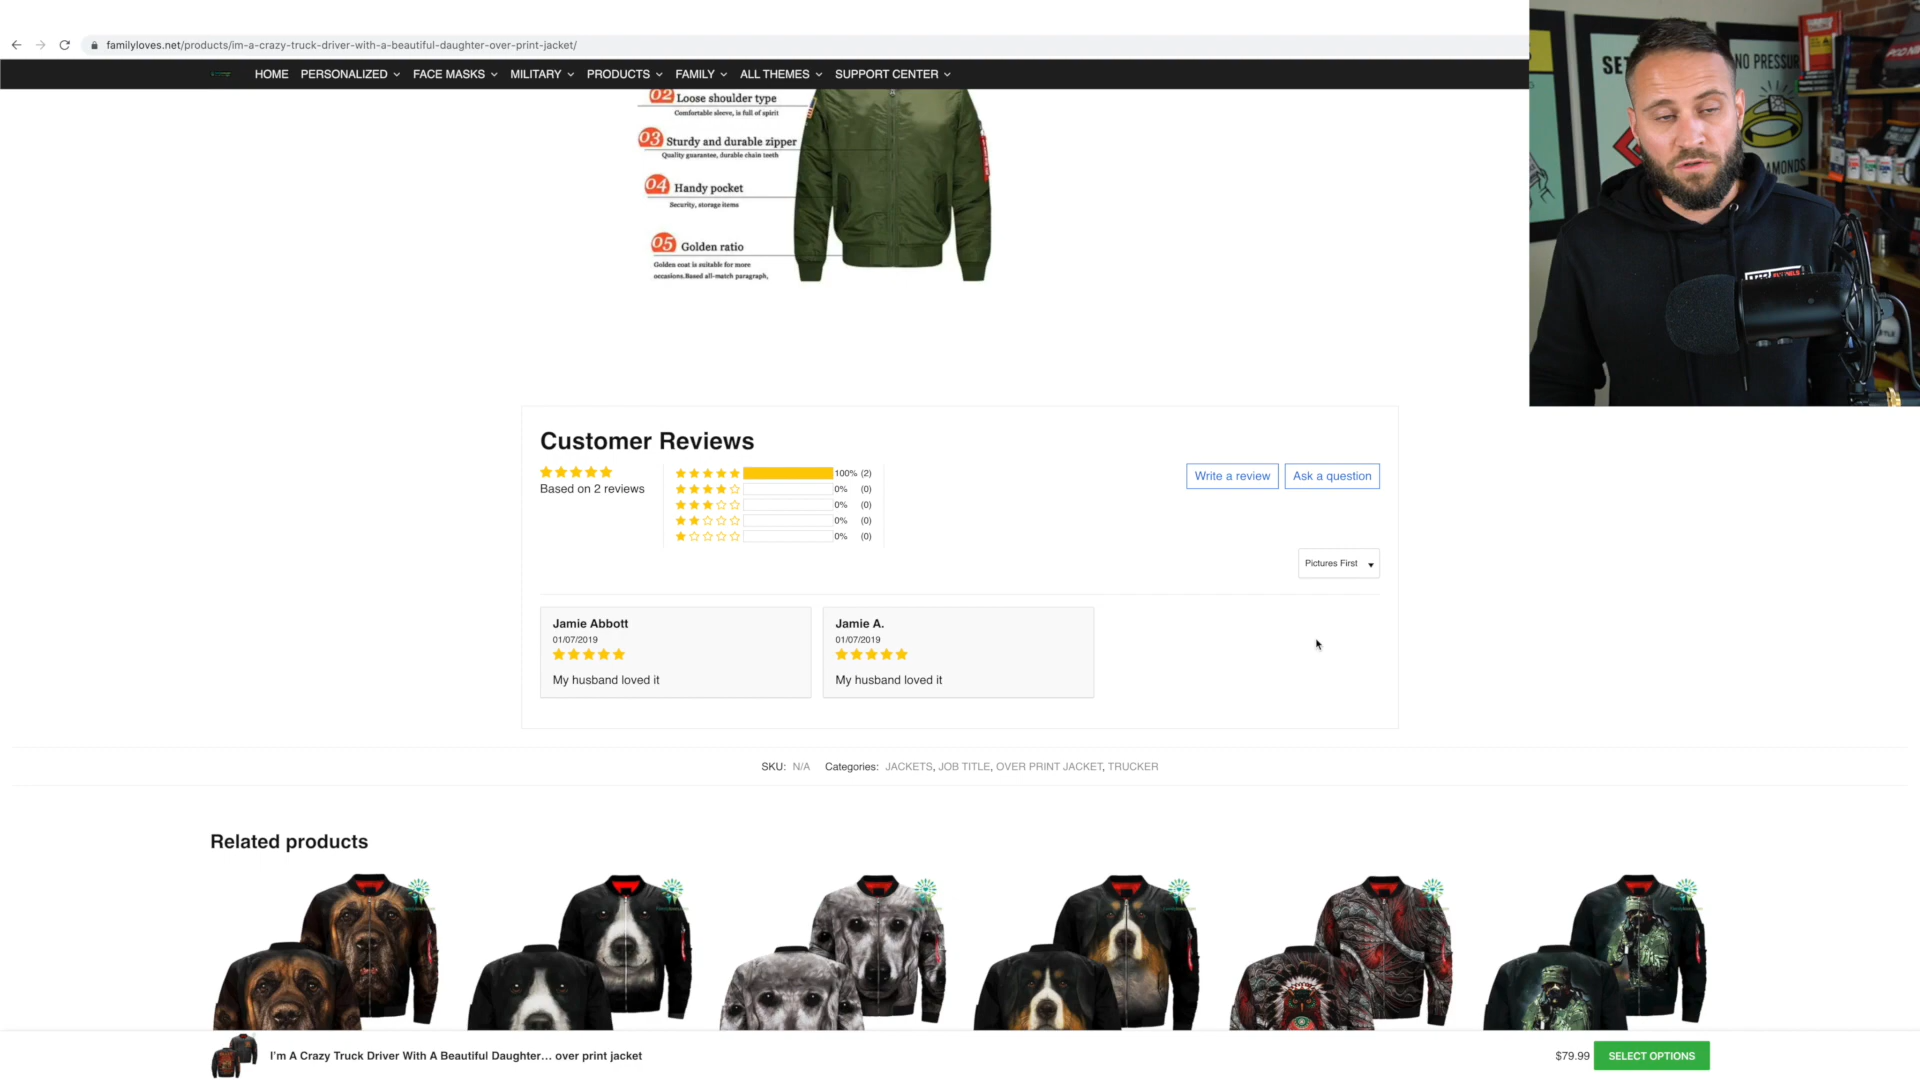 familyloves.net/products/im-a-crazy-truck-driver-with-a-beautiful-daughter-over-print-jacket/
HOME PERSONALIZED FACE MASKS MILITARY PRODUCTS FAMILY ALL THEMES SUPPORT CENTER
02 Loose shoulder type
Comfortable sleeve, is full of spirit
03 Sturdy and durable zipper
Quality guarantee, durable chain teeth
04 Handy pocket
Security, storage items
05 Golden ratio
Golden coat is suitable for more
occasions.Based all-match paragraph,
SET
NO PRESSUR
AMONDS
Customer Reviews
Based on 2 reviews
100% (2)
0% (0)
0% (0)
0% (0)
0% (0)
Write a review
Ask a question
Pictures First
Jamie Abbott
01/07/2019
My husband loved it
Jamie A.
01/07/2019
My husband loved it
SKU: N/A Categories: JACKETS, JOB TITLE, OVER PRINT JACKET, TRUCKER
Related products
I'm A Crazy Truck Driver With A Beautiful Daughter... over print jacket
$79.99 SELECT OPTIONS